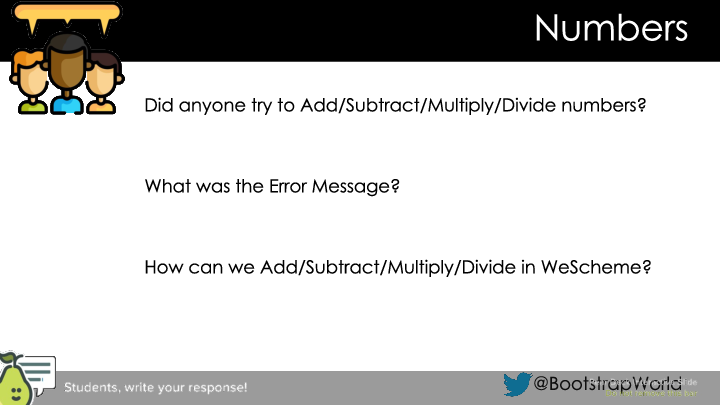 Numbers
Did anyone try to Add/Subtract/Multiply/Divide numbers?
What was the Error Message?
How can we Add/Subtract/Multiply/Divide in WeScheme?
Students, write your response!
@BootstrapWorld